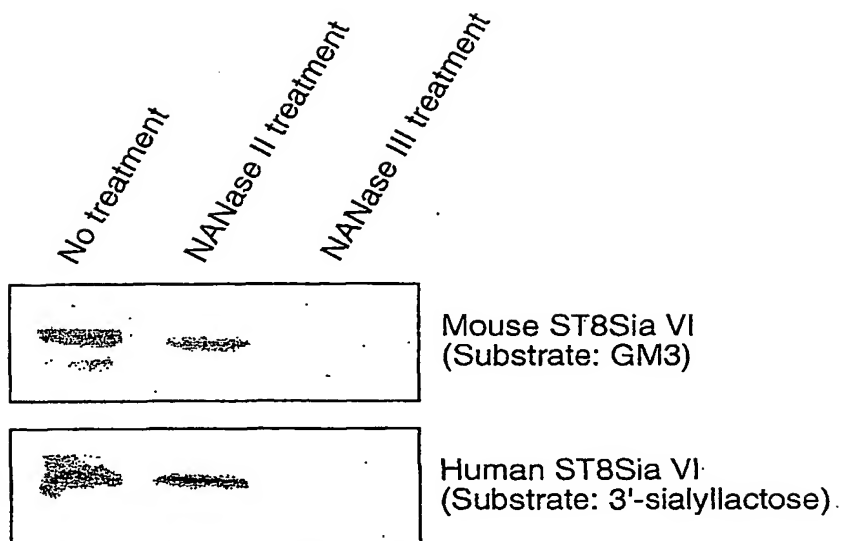 No treatment
NANase II treatment
NANase III treatment
Mouse ST8Sia VI
(Substrate: GM3)
Human ST8Sia VI
(Substrate: 3'-sialyllactose)